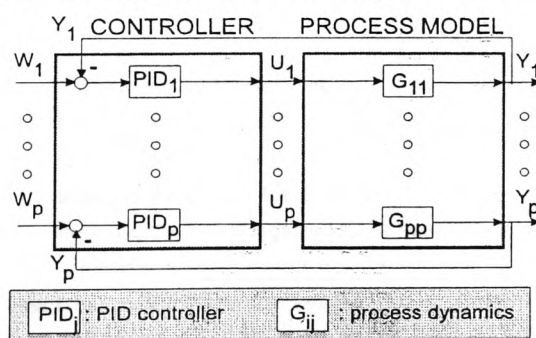 Y1 CONTROLLER PROCESS MODEL
W1 - PID1 U1 G11 Y1
Wp - PIDp Up Gpp Yp
Yp
PIDj : PID controller Gij : process dynamics